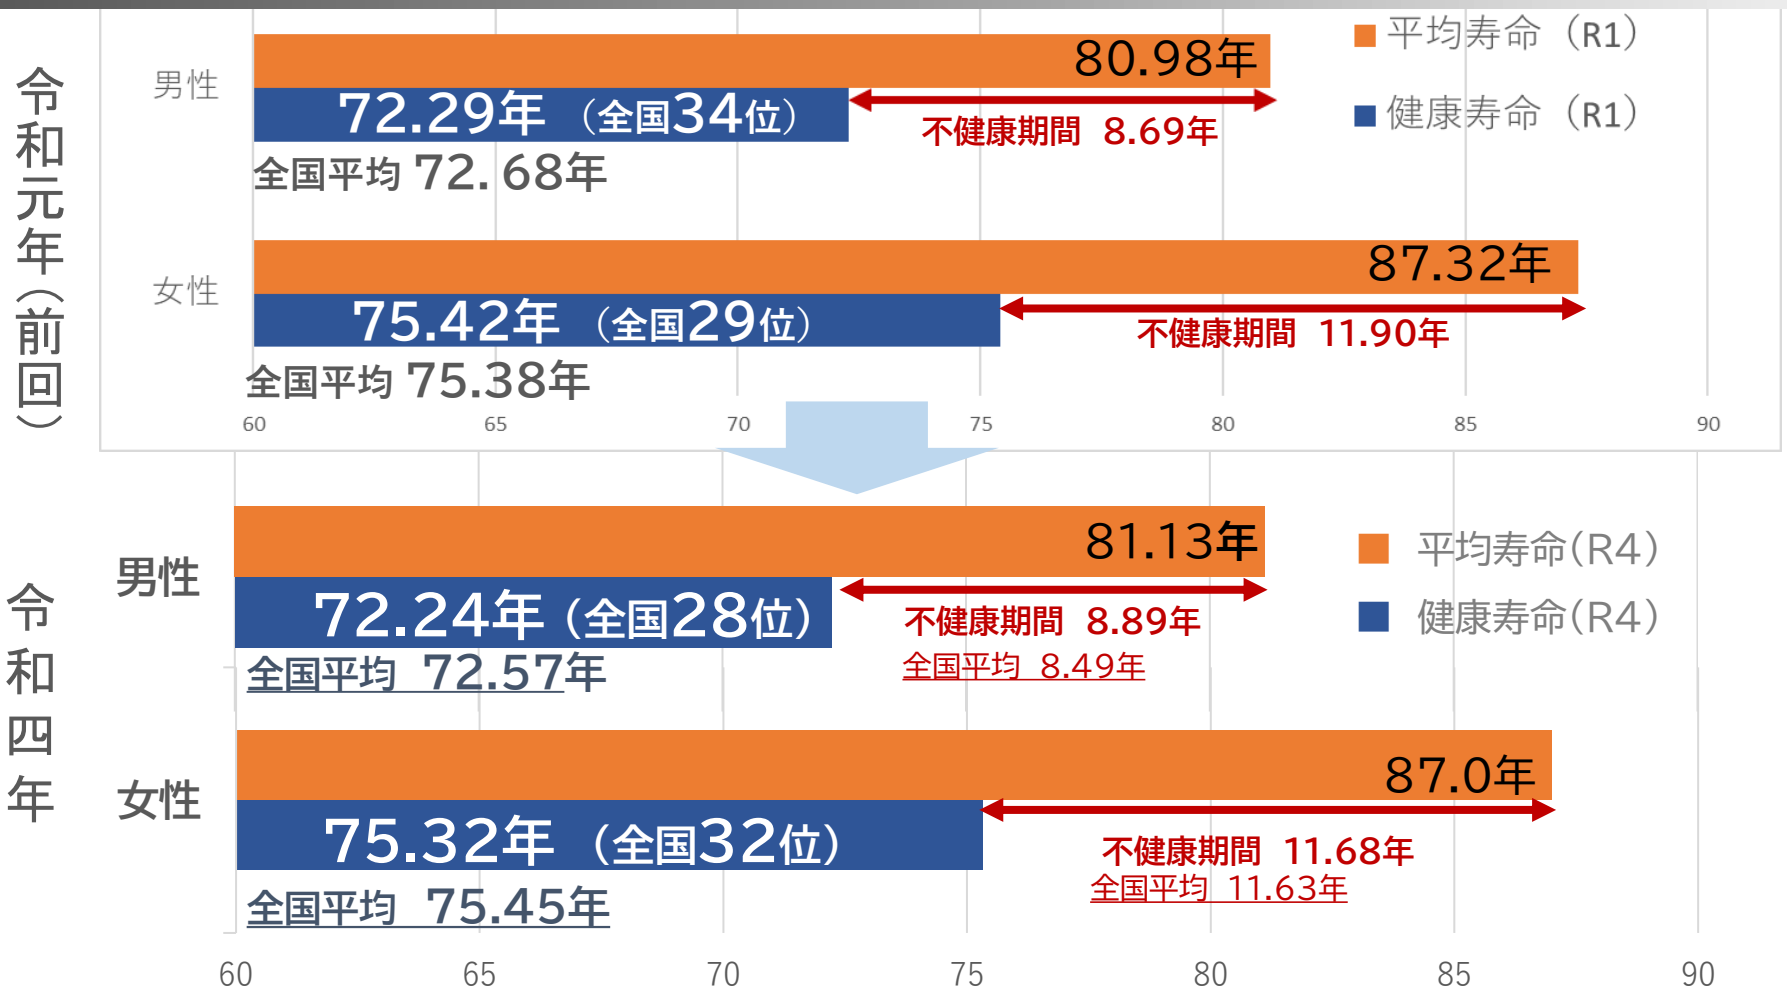 令和元年（前回）
平均寿命（R1）
健康寿命（R1）
男性
80.98年
72.29年（全国34位）
不健康期間 8.69年
全国平均 72.68年
女性
87.32年
75.42年（全国29位）
不健康期間 11.90年
全国平均 75.38年
60 65 70 75 80 85 90
令和四年
平均寿命（R4）
健康寿命（R4）
男性
81.13年
72.24年（全国28位）
不健康期間 8.89年
全国平均 8.49年
全国平均 72.57年
女性
87.0年
75.32年（全国32位）
不健康期間 11.68年
全国平均 11.63年
全国平均 75.45年
60 65 70 75 80 85 90